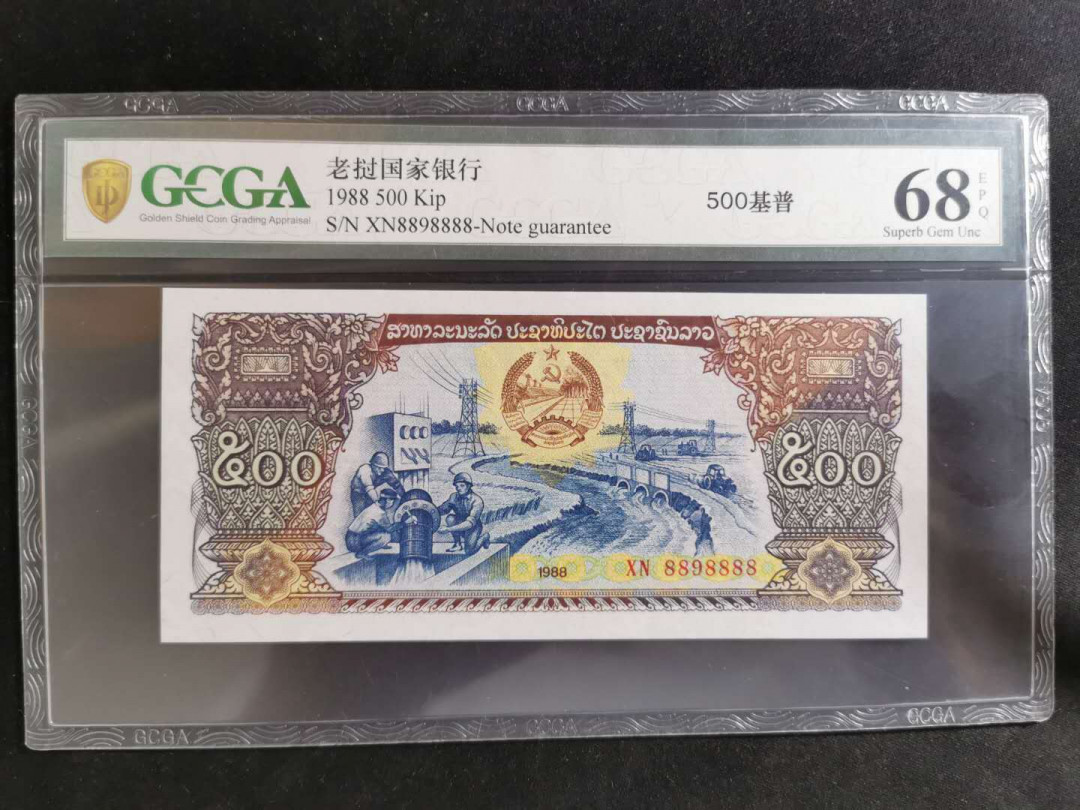 GCGA GCGA GCGA
GCGA
Golden Shield Coin Grading Appraisal
老挝国家银行
1988 500 Kip
S/N XN8898888-Note guarantee
500基普
68
EPQ
Superb Gem Unc
ສາທາລະນະລັດ ປະຊາທິປະໄຕ ປະຊາຊົນລາວ
໕໐໐ ໕໐໐
1988 XN 8898888
GCGA
GCGA GCGA GCGA